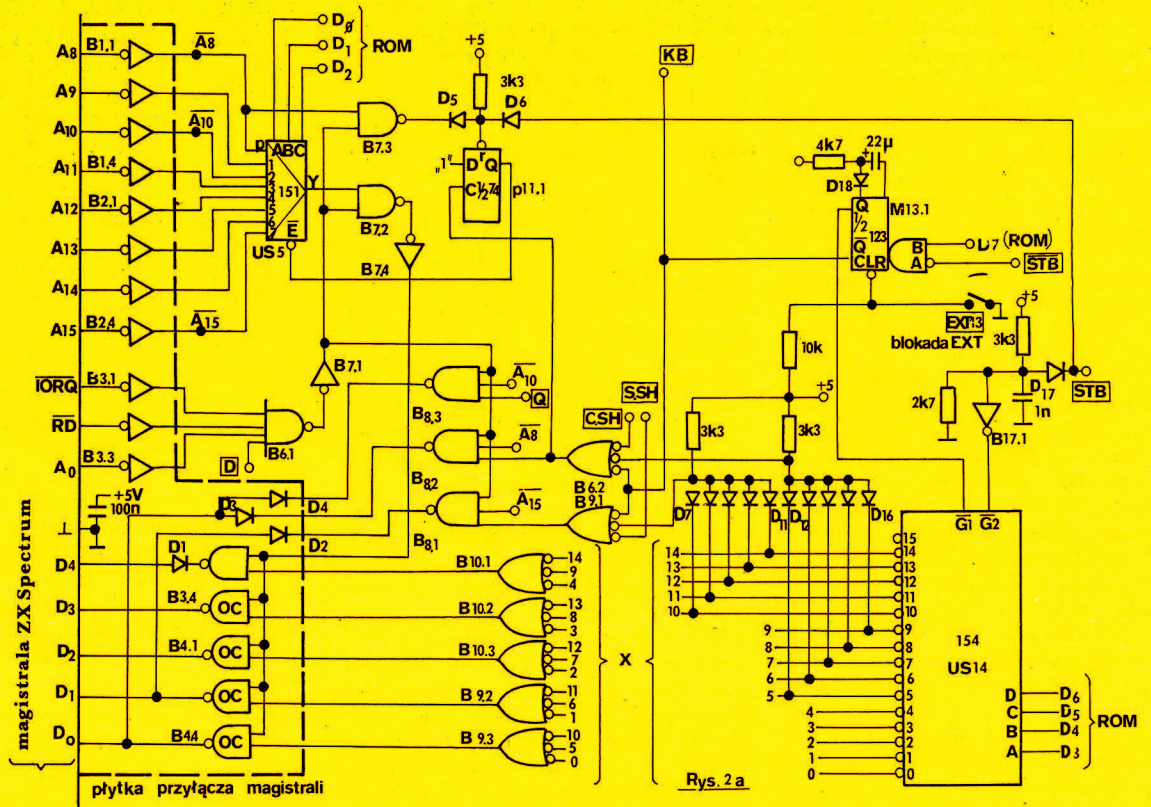 magistrala ZX Spectrum
A8 B1,1 A8
A9
A10 A10
A11 B1,4
A12 B2,1
A13
A14
A15 B2,4 A15
IORQ B3,1
RD
A0 B3.3
+5V
100n
⊥
D4 D1
D3 B3,4 OC
D2 B4.1 OC
D1 OC
D0 B4,4 OC
płytka przyłącza magistrali
D0
D1
D2
ROM
p ABC
1
2
3
4
5
6
7
151
Y
E
US5
B7.3
B7.2
B7,4
B7,1
B6.1
D
D3
D4
D2
+5
3k3
D5
D6
„1"
D r Q
C 1/2 74
p11.1
KB
B8,3
A10
Q
B8,2
A8
B8,1
A15
C,SH
S,SH
B6.2
B9,1
B10.1 14 9 4
B10.2 13 8 3
B10.3 12 7 2
B9,2 11 6 1
B9.3 10 5 0
X
4k7
22µ
+
D18
Q
1/2
123
Q
CLR
M13.1
B
A
D7 (ROM)
STB
EXT13
blokada EXT
+5
3k3
10k
+5
3k3
3k3
2k7
D17
1n
STB
B17.1
D7
D11
D12
D16
14
13
12
11
10
9
8
7
6
5
4
3
2
1
0
G1 G2
15
14
13
12
11
10
9
8
7
6
5
4
3
2
1
0
154
US14
D D6
C D5
B D4
A D3
ROM
Rys. 2a